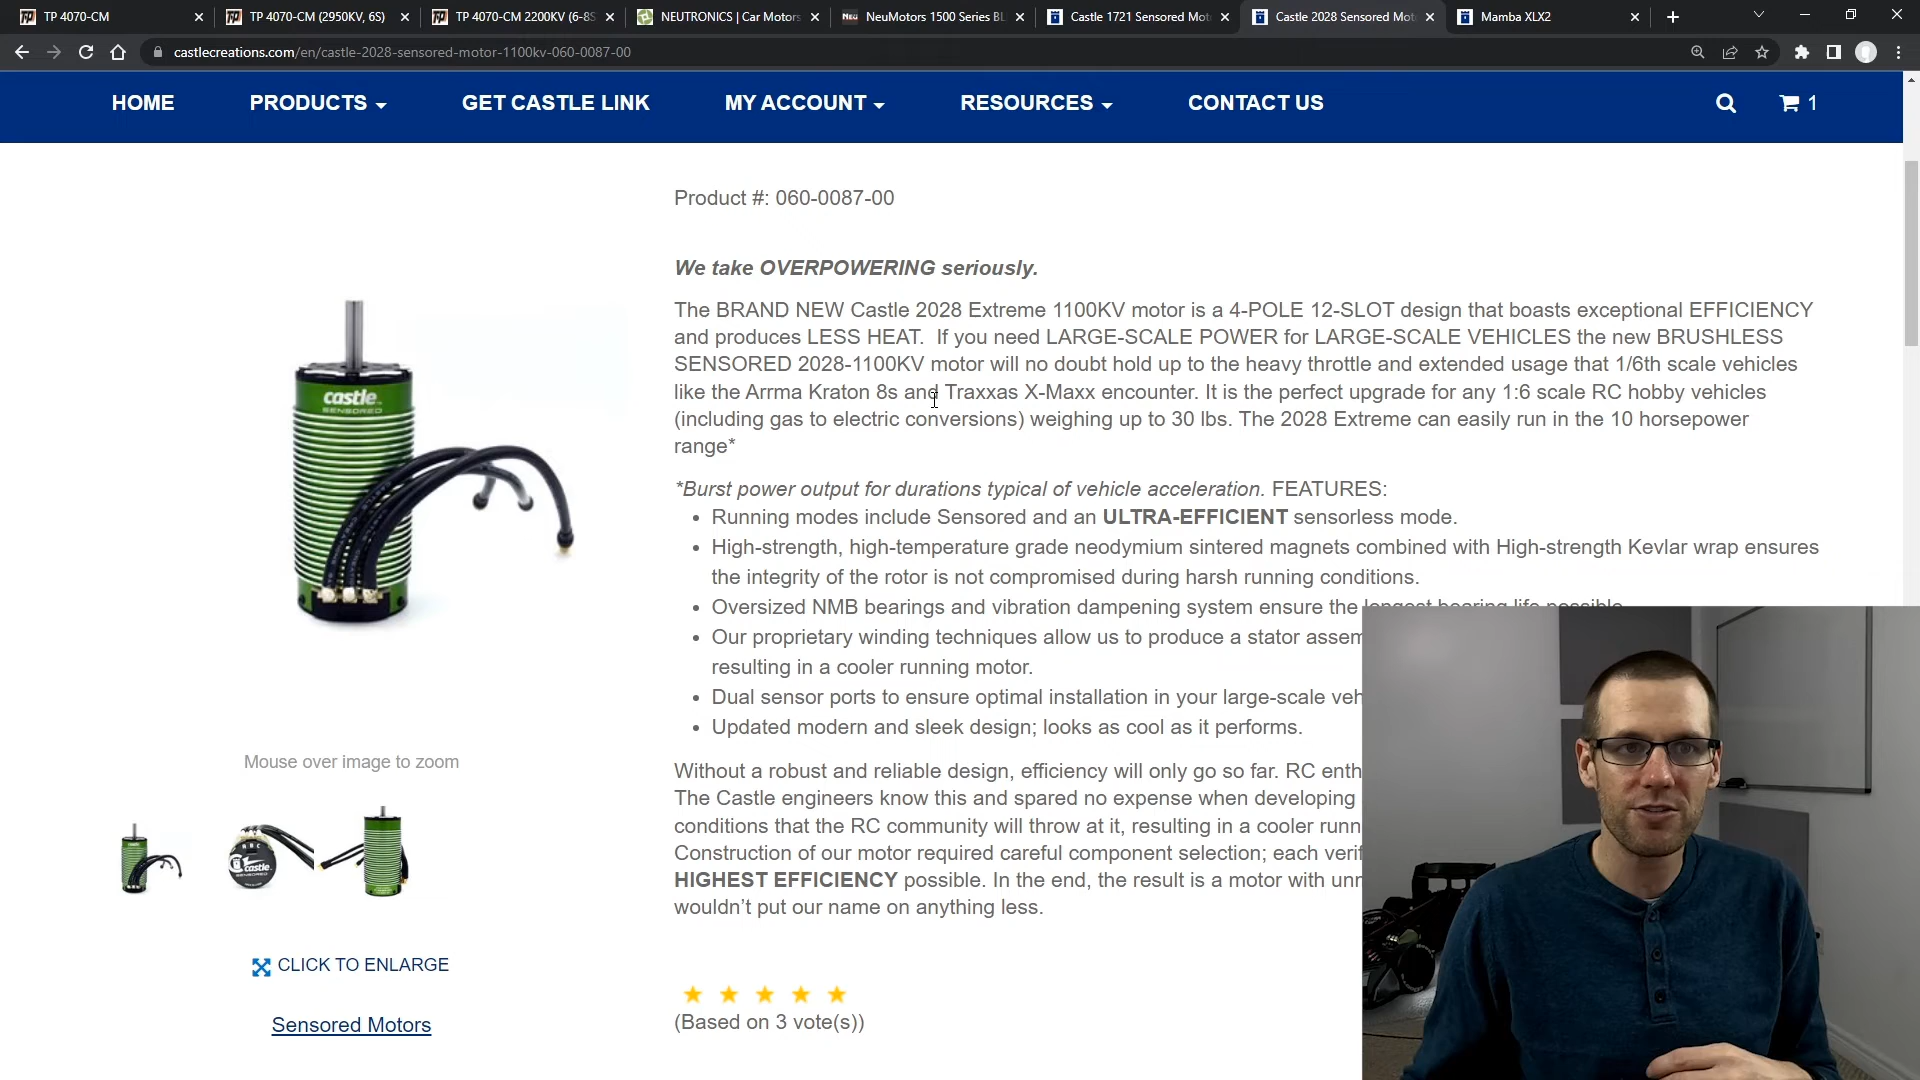 TP 4070-CM
TP 4070-CM (2950KV, 6S)
TP 4070-CM 2200KV (6-8S
NEUTRONICS | Car Motors
NeuMotors 1500 Series BL
Castle 1721 Sensored Mot
Castle 2028 Sensored Mot
Mamba XLX2
castlecreations.com/en/castle-2028-sensored-motor-1100kv-060-0087-00
HOME PRODUCTS GET CASTLE LINK MY ACCOUNT RESOURCES CONTACT US 1
Product #: 060-0087-00
We take OVERPOWERING seriously.
The BRAND NEW Castle 2028 Extreme 1100KV motor is a 4-POLE 12-SLOT design that boasts exceptional EFFICIENCY
and produces LESS HEAT. If you need LARGE-SCALE POWER for LARGE-SCALE VEHICLES the new BRUSHLESS
SENSORED 2028-1100KV motor will no doubt hold up to the heavy throttle and extended usage that 1/6th scale vehicles
like the Arrma Kraton 8s and Traxxas X-Maxx encounter. It is the perfect upgrade for any 1:6 scale RC hobby vehicles
(including gas to electric conversions) weighing up to 30 lbs. The 2028 Extreme can easily run in the 10 horsepower
range*
*Burst power output for durations typical of vehicle acceleration. FEATURES:
• Running modes include Sensored and an ULTRA-EFFICIENT sensorless mode.
• High-strength, high-temperature grade neodymium sintered magnets combined with High-strength Kevlar wrap ensures
the integrity of the rotor is not compromised during harsh running conditions.
• Oversized NMB bearings and vibration dampening system ensure the longest bearing life possible
• Our proprietary winding techniques allow us to produce a stator assem
resulting in a cooler running motor.
• Dual sensor ports to ensure optimal installation in your large-scale veh
• Updated modern and sleek design; looks as cool as it performs.
Without a robust and reliable design, efficiency will only go so far. RC enth
The Castle engineers know this and spared no expense when developing
conditions that the RC community will throw at it, resulting in a cooler runn
Construction of our motor required careful component selection; each verif
HIGHEST EFFICIENCY possible. In the end, the result is a motor with unr
wouldn't put our name on anything less.
(Based on 3 vote(s))
castle
SENSORED
Mouse over image to zoom
castle
CLICK TO ENLARGE
Sensored Motors